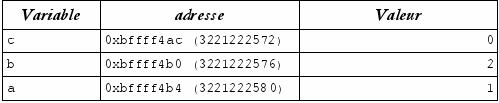 Variable adresse Valeur
c 0xbffff4ac (3221222572) 0
b 0xbffff4b0 (3221222576) 2
a 0xbffff4b4 (3221222580) 1